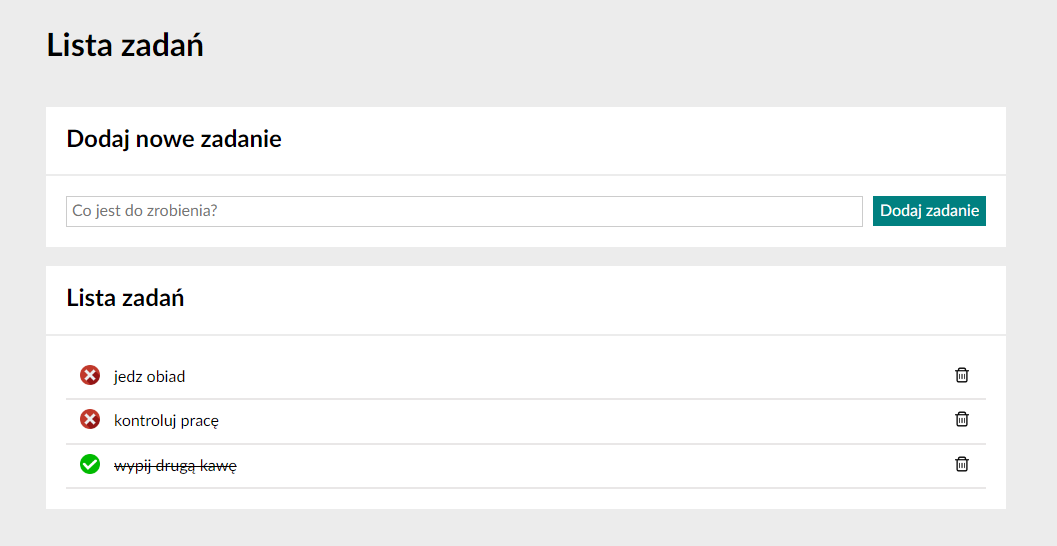 Lista zadań
Dodaj nowe zadanie
Co jest do zrobienia?
Dodaj zadanie
Lista zadań
jedz obiad
kontroluj pracę
wypij drugą kawę